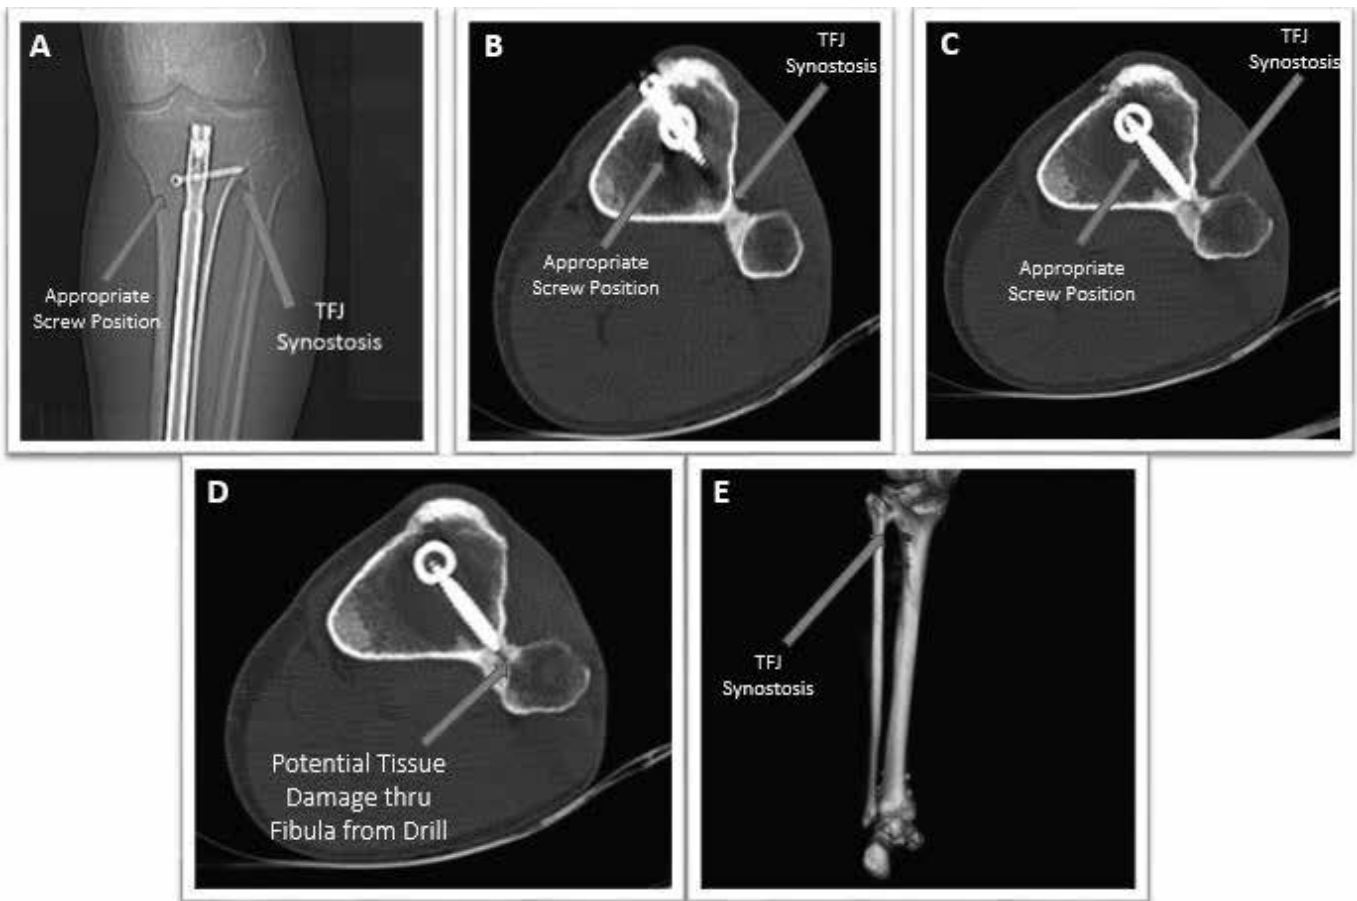 A
Appropriate
Screw Position
TFJ
Synostosis
B
TFJ
Synostosis
Appropriate
Screw Position
C
TFJ
Synostosis
Appropriate
Screw Position
D
Potential Tissue
Damage thru
Fibula from Drill
E
TFJ
Synostosis